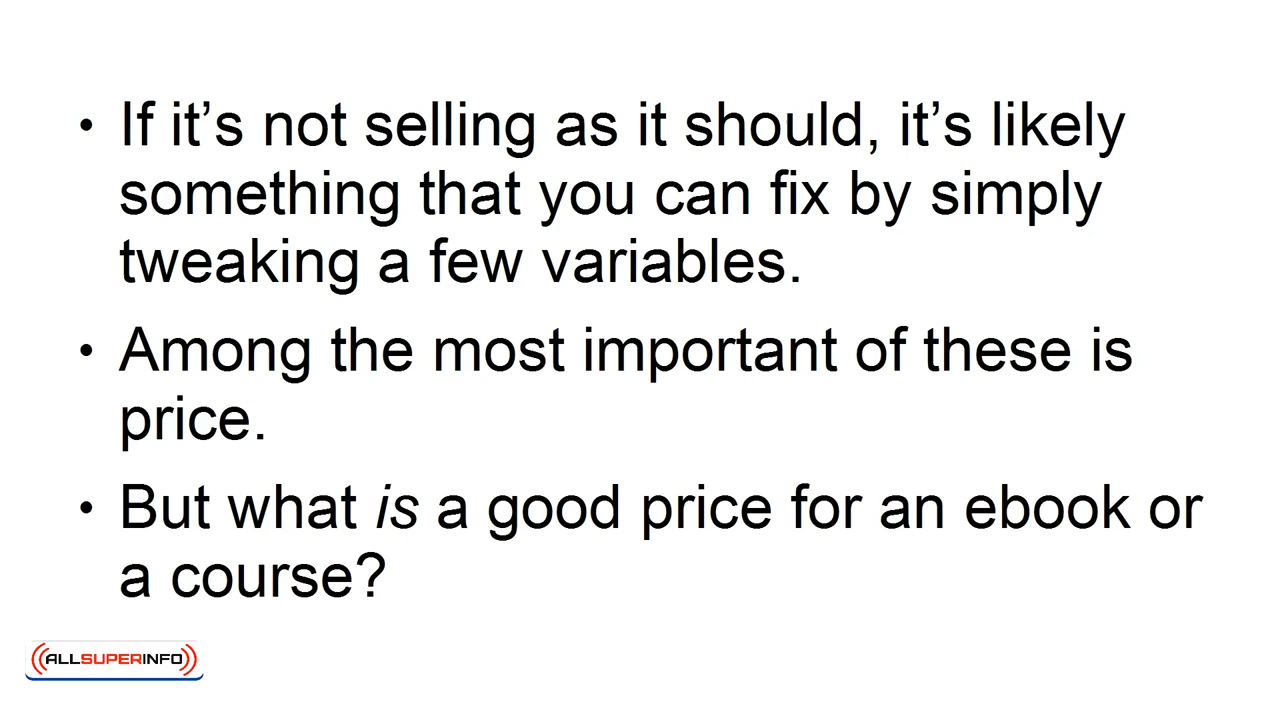 • If it’s not selling as it should, it’s likely
something that you can fix by simply
tweaking a few variables.
• Among the most important of these is
price.
• But what is a good price for an ebook or
a course?
ALLSUPERINFO